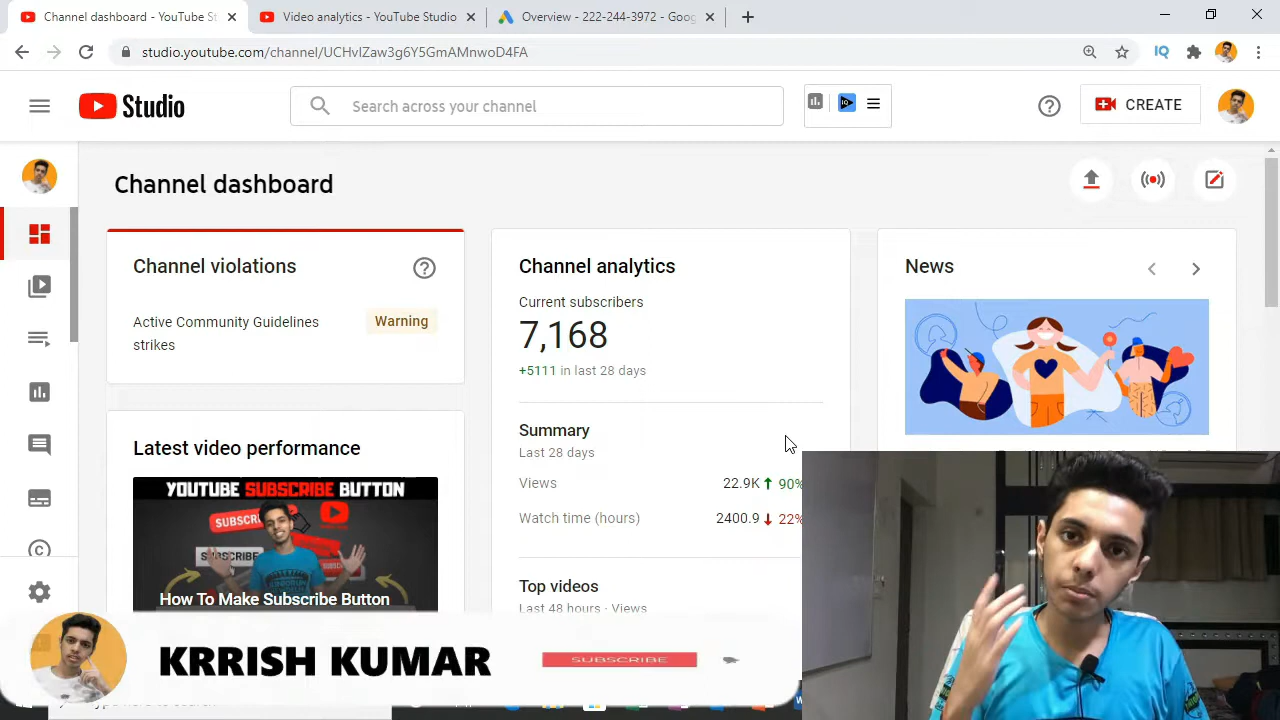 Channel dashboard - YouTube St
Video analytics - YouTube Studio
Overview - 222-244-3972 - Goog
studio.youtube.com/channel/UCHvlZaw3g6Y5GmAMnwoD4FA
IQ
Studio
Search across your channel
IQ
CREATE
Channel dashboard
Channel violations
Active Community Guidelines
strikes
Warning
Channel analytics
Current subscribers
7,168
+5111 in last 28 days
Summary
Last 28 days
Views
22.9K
90%
Watch time (hours)
2400.9
22%
Top videos
Last 48 hours · Views
News
Latest video performance
YOUTUBE SUBSCRIBE BUTTON
SUBSCRIBE
How To Make Subscribe Button
KRRISH KUMAR
SUBSCRIBE